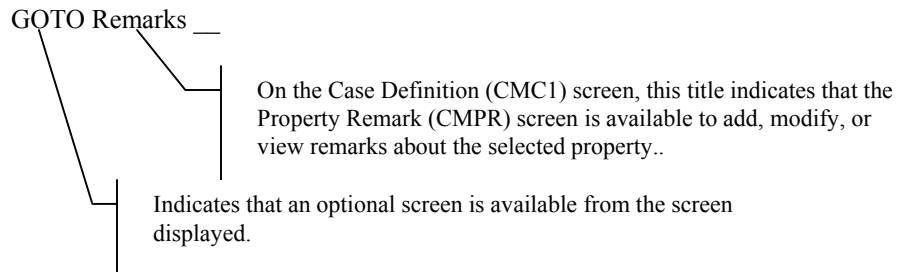 GOTO Remarks __
On the Case Definition (CMC1) screen, this title indicates that the
Property Remark (CMPR) screen is available to add, modify, or
view remarks about the selected property..
Indicates that an optional screen is available from the screen
displayed.